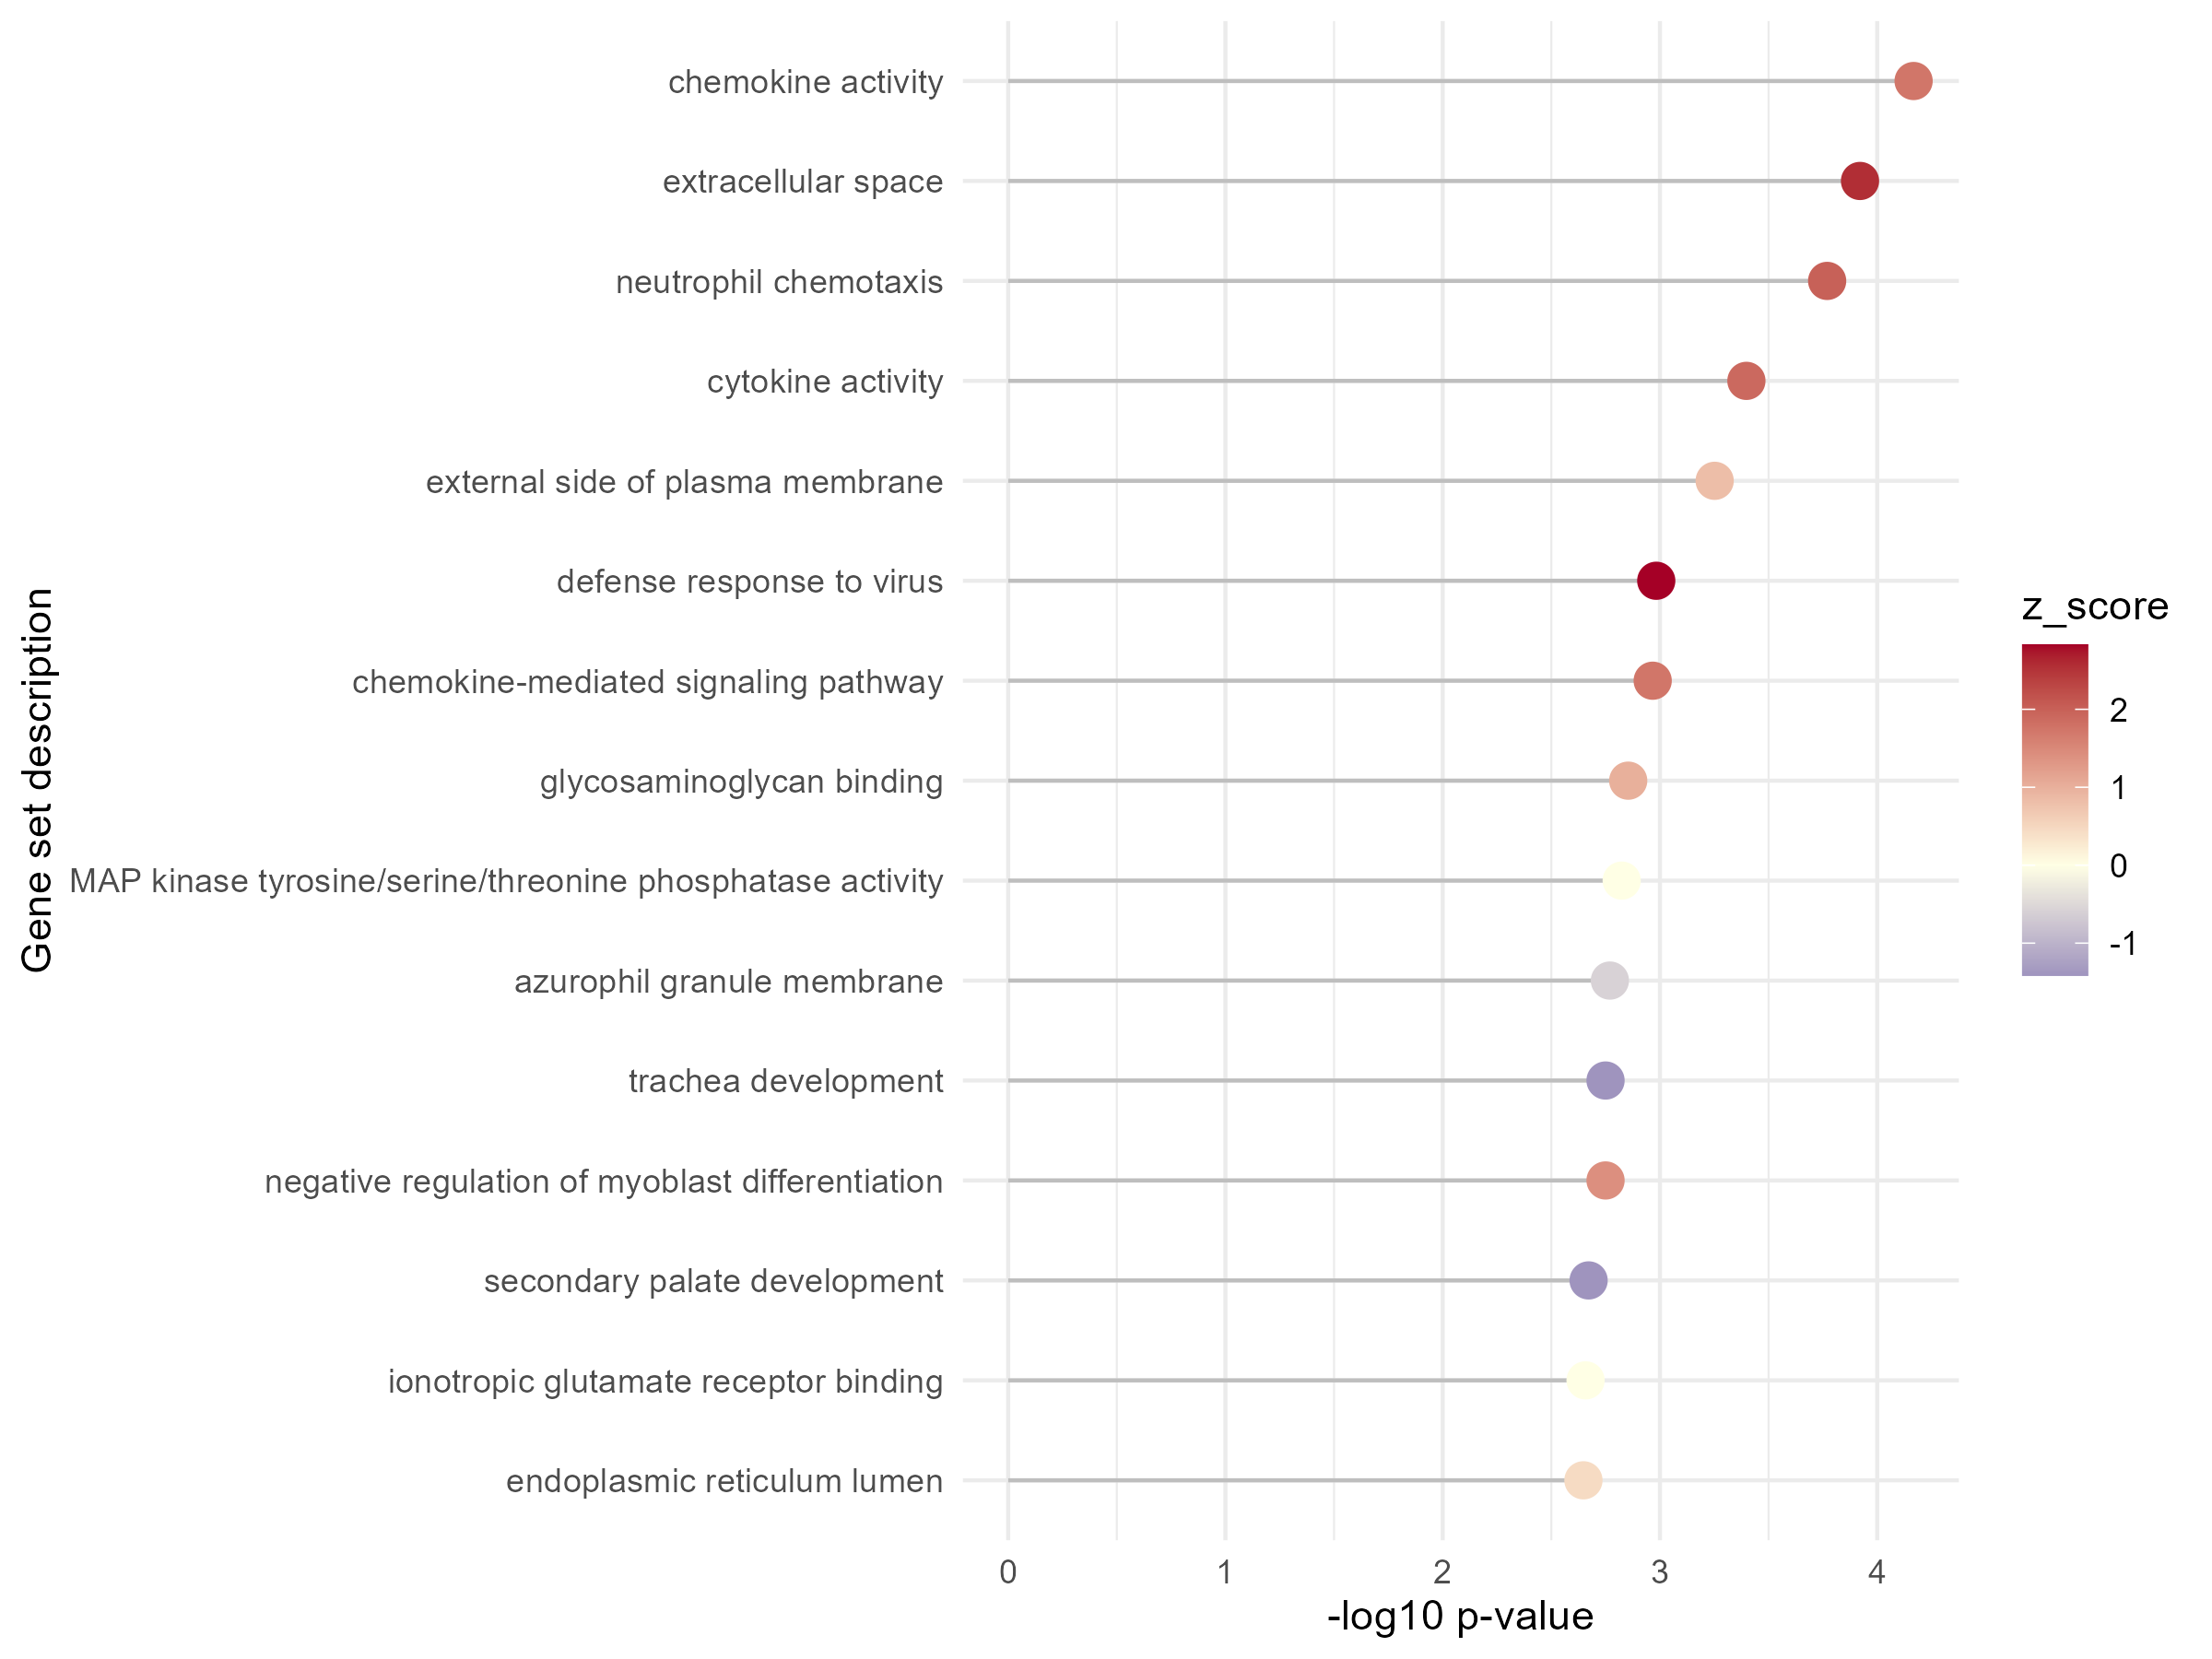 chemokine activity
extracellular space
neutrophil chemotaxis
cytokine activity
external side of plasma membrane
defense response to virus
chemokine-mediated signaling pathway
glycosaminoglycan binding
MAP kinase tyrosine/serine/threonine phosphatase activity
azurophil granule membrane
trachea development
negative regulation of myoblast differentiation
secondary palate development
ionotropic glutamate receptor binding
endoplasmic reticulum lumen
Gene set description
0 1 2 3 4
-log10 p-value
z_score
2
1
0
-1